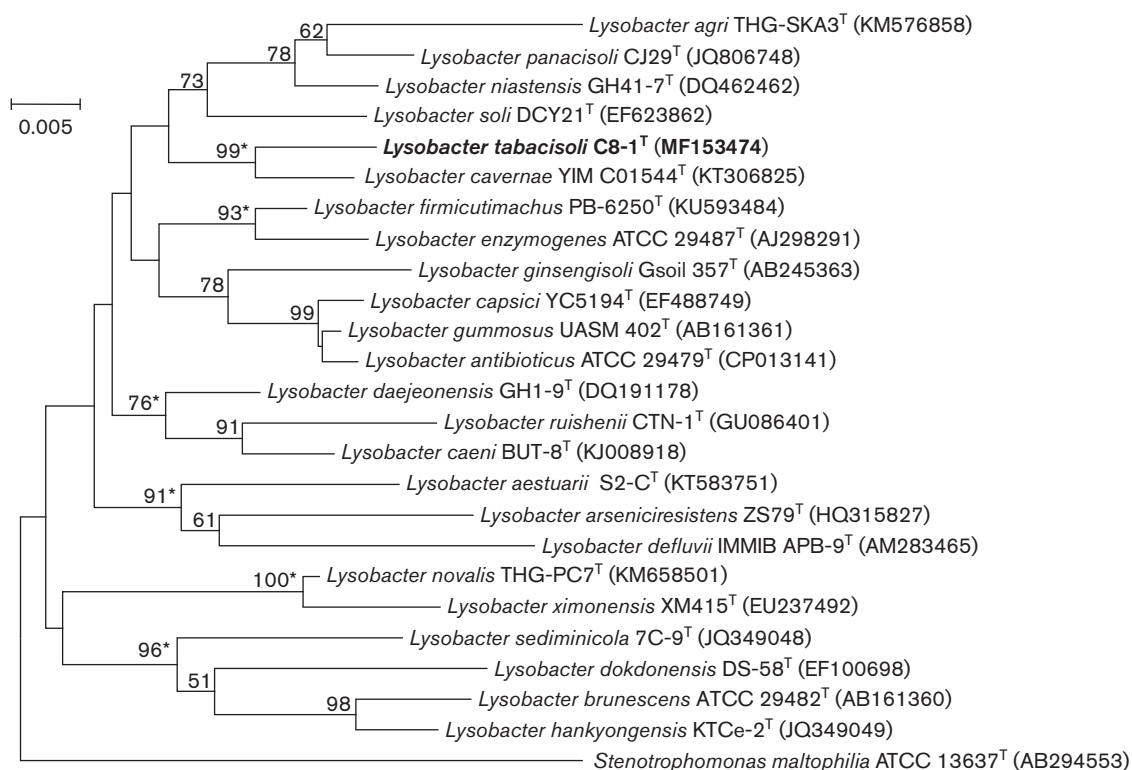 62
Lysobacter agri THG-SKA3ᵀ (KM576858)
78
Lysobacter panacisoli CJ29ᵀ (JQ806748)
73
Lysobacter niastensis GH41-7ᵀ (DQ462462)
0.005
Lysobacter soli DCY21ᵀ (EF623862)
99*
Lysobacter tabacisoli C8-1ᵀ (MF153474)
Lysobacter cavernae YIM C01544ᵀ (KT306825)
93*
Lysobacter firmicutimachus PB-6250ᵀ (KU593484)
Lysobacter enzymogenes ATCC 29487ᵀ (AJ298291)
78
Lysobacter ginsengisoli Gsoil 357ᵀ (AB245363)
99
Lysobacter capsici YC5194ᵀ (EF488749)
Lysobacter gummosus UASM 402ᵀ (AB161361)
Lysobacter antibioticus ATCC 29479ᵀ (CP013141)
76*
Lysobacter daejeonensis GH1-9ᵀ (DQ191178)
91
Lysobacter ruishenii CTN-1ᵀ (GU086401)
Lysobacter caeni BUT-8ᵀ (KJ008918)
91*
Lysobacter aestuarii S2-Cᵀ (KT583751)
61
Lysobacter arseniciresistens ZS79ᵀ (HQ315827)
Lysobacter defluvii IMMIB APB-9ᵀ (AM283465)
100*
Lysobacter novalis THG-PC7ᵀ (KM658501)
Lysobacter ximonensis XM415ᵀ (EU237492)
96*
Lysobacter sediminicola 7C-9ᵀ (JQ349048)
51
Lysobacter dokdonensis DS-58ᵀ (EF100698)
98
Lysobacter brunescens ATCC 29482ᵀ (AB161360)
Lysobacter hankyongensis KTCe-2ᵀ (JQ349049)
Stenotrophomonas maltophilia ATCC 13637ᵀ (AB294553)